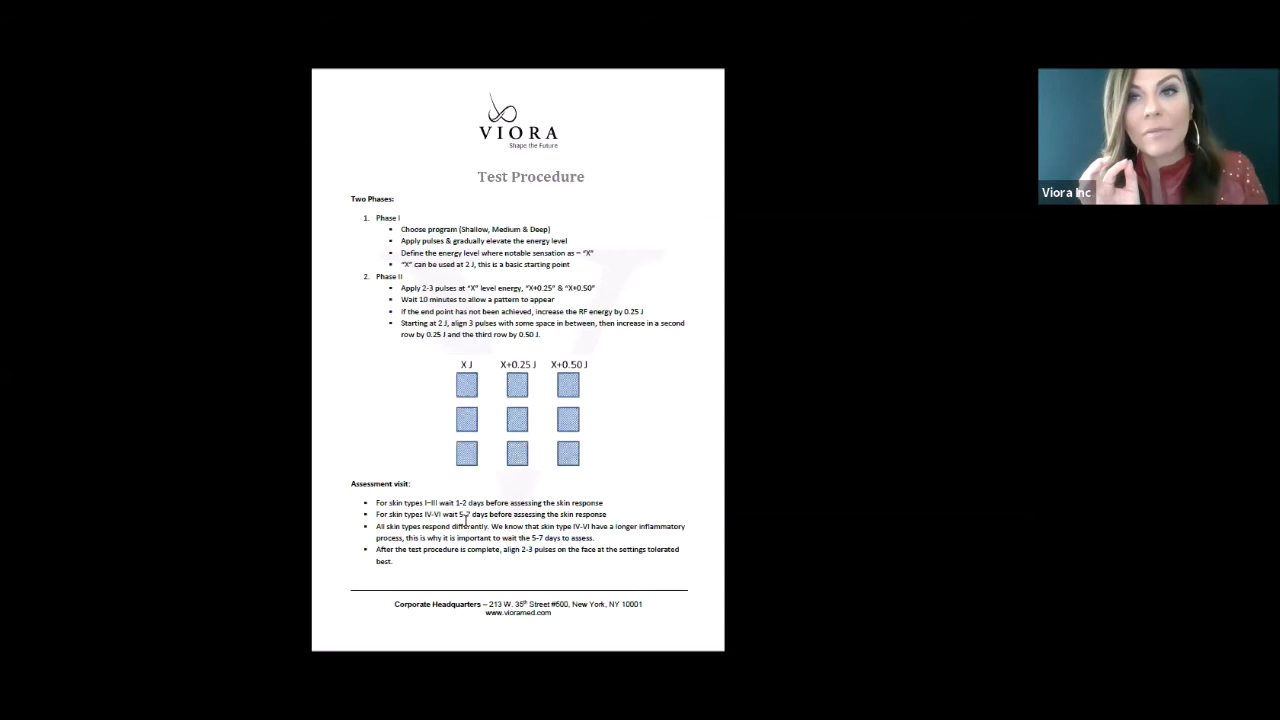 VIORA
Shape the Future
Test Procedure
Two Phases:
1. Phase I
▪ Choose program (Shallow, Medium & Deep)
▪ Apply pulses & gradually elevate the energy level
▪ Define the energy level where notable sensation as – "X"
▪ "X" can be used at 2 J, this is a basic starting point
2. Phase II
▪ Apply 2-3 pulses at "X" level energy, "X+0.25" & "X+0.50"
▪ Wait 10 minutes to allow a pattern to appear
▪ If the end point has not been achieved, increase the RF energy by 0.25 J
▪ Starting at 2 J, align 3 pulses with some space in between, then increase in a second
row by 0.25 J and the third row by 0.50 J.
X J X+0.25 J X+0.50 J
Assessment visit:
▪ For skin types I–III wait 1-2 days before assessing the skin response
▪ For skin types IV-VI wait 5-7 days before assessing the skin response
▪ All skin types respond differently. We know that skin type IV-VI have a longer inflammatory
process, this is why it is important to wait the 5-7 days to assess.
▪ After the test procedure is complete, align 2-3 pulses on the face at the settings tolerated
best.
Corporate Headquarters – 213 W. 35th Street #500, New York, NY 10001
www.vioramed.com
Viora Inc